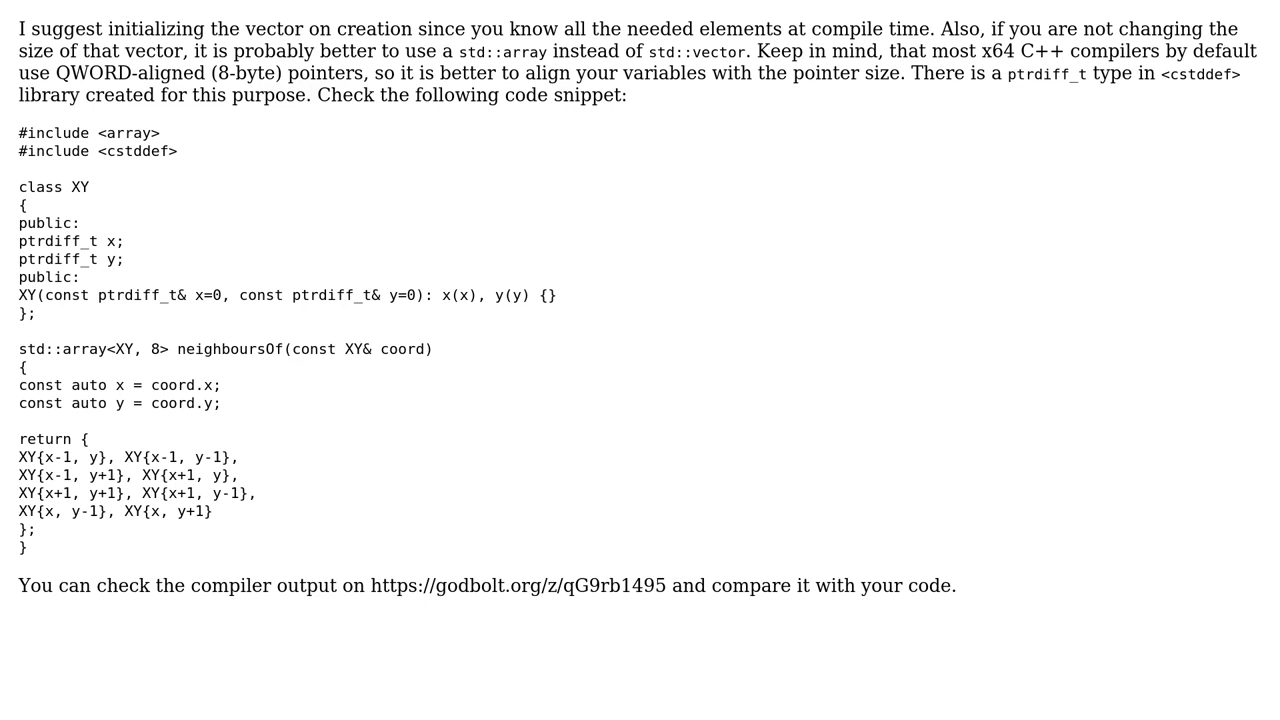 I suggest initializing the vector on creation since you know all the needed elements at compile time. Also, if you are not changing the
size of that vector, it is probably better to use a std::array instead of std::vector. Keep in mind, that most x64 C++ compilers by default
use QWORD-aligned (8-byte) pointers, so it is better to align your variables with the pointer size. There is a ptrdiff_t type in <cstddef>
library created for this purpose. Check the following code snippet:
#include <array>
#include <cstddef>
class XY
{
public:
ptrdiff_t x;
ptrdiff_t y;
public:
XY(const ptrdiff_t& x=0, const ptrdiff_t& y=0): x(x), y(y) {}
};
std::array<XY, 8> neighboursOf(const XY& coord)
{
const auto x = coord.x;
const auto y = coord.y;
return {
XY{x-1, y}, XY{x-1, y-1},
XY{x-1, y+1}, XY{x+1, y},
XY{x+1, y+1}, XY{x+1, y-1},
XY{x, y-1}, XY{x, y+1}
};
}
You can check the compiler output on https://godbolt.org/z/qG9rb1495 and compare it with your code.